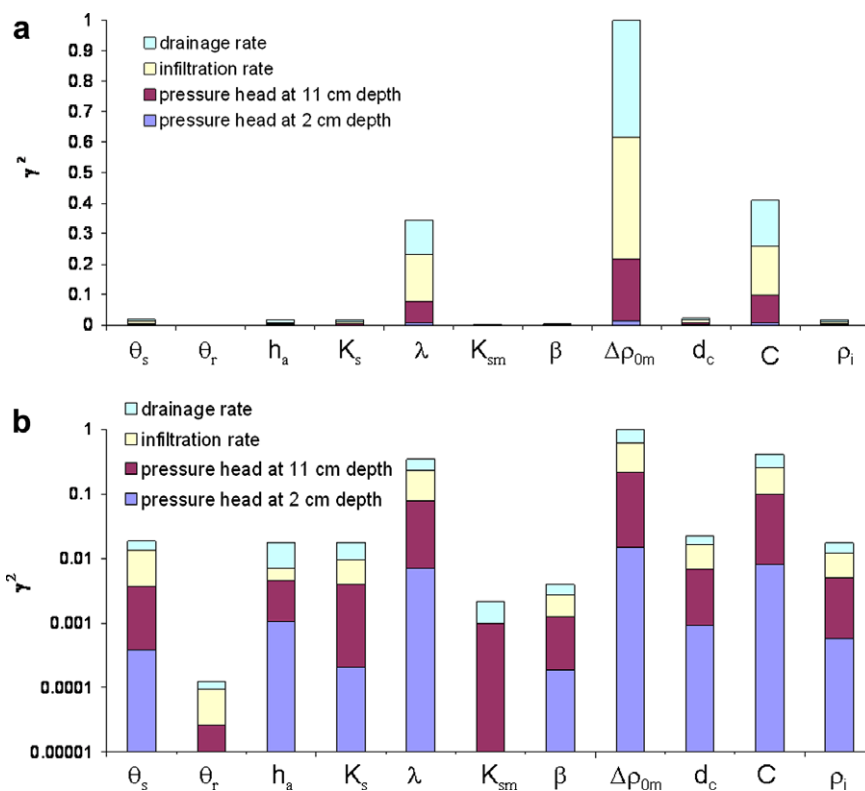 a
drainage rate
infiltration rate
pressure head at 11 cm depth
pressure head at 2 cm depth
γ²
1
0.9
0.8
0.7
0.6
0.5
0.4
0.3
0.2
0.1
0
θs θr ha Ks λ Ksm β Δρ0m dc C ρi
b
drainage rate
infiltration rate
pressure head at 11 cm depth
pressure head at 2 cm depth
γ²
1
0.1
0.01
0.001
0.0001
0.00001
θs θr ha Ks λ Ksm β Δρ0m dc C ρi